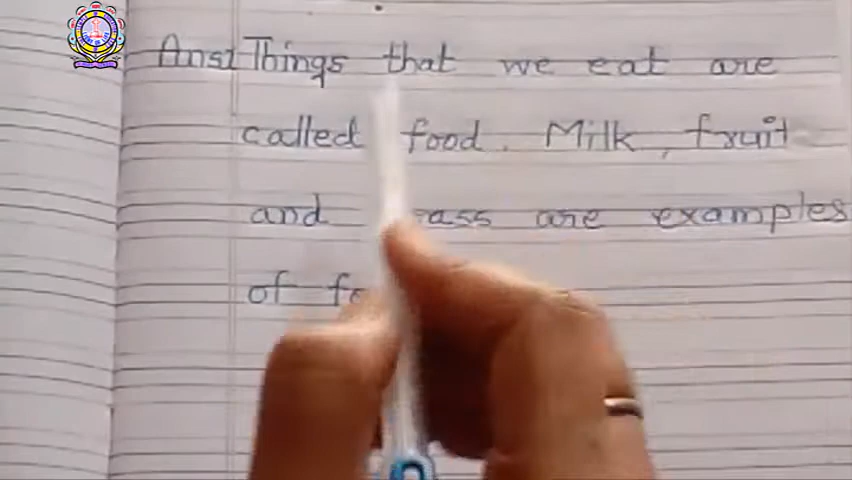 Ans: Things that we eat are
called food. Milk, fruit
and are examples
of